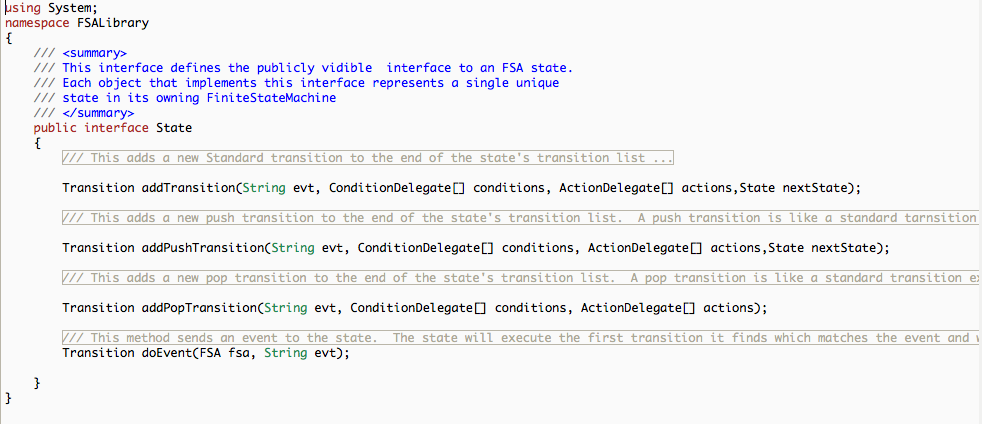 using System;
namespace FSALibrary
{
/// <summary>
/// This interface defines the publicly vidible  interface to an FSA state.
/// Each object that implements this interface represents a single unique
/// state in its owning FiniteStateMachine
/// </summary>
public interface State
{
/// This adds a new Standard transition to the end of the state's transition list ...
Transition addTransition(String evt, ConditionDelegate[] conditions, ActionDelegate[] actions,State nextState);
/// This adds a new push transition to the end of the state's transition list.  A push transition is like a standard tarnsition
Transition addPushTransition(String evt, ConditionDelegate[] conditions, ActionDelegate[] actions,State nextState);
/// This adds a new pop transition to the end of the state's transition list.  A pop transition is like a standard transition e
Transition addPopTransition(String evt, ConditionDelegate[] conditions, ActionDelegate[] actions);
/// This method sends an event to the state.  The state will execute the first transition it finds which matches the event and
Transition doEvent(FSA fsa, String evt);
}
}